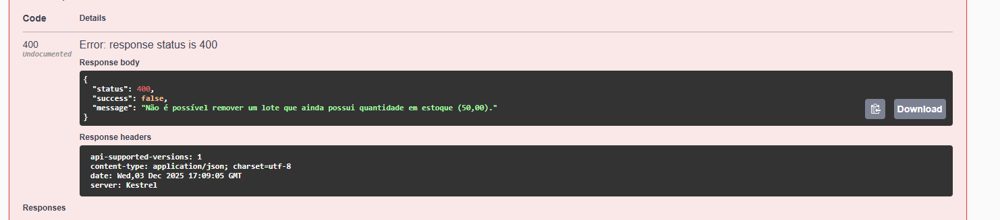 Code Details
400 Error: response status is 400
Undocumented
Response body
{
  "status": 400,
  "success": false,
  "message": "Não é possível remover um lote que ainda possui quantidade em estoque (50,00)."
}
Download
Response headers
api-supported-versions: 1
content-type: application/json; charset=utf-8
date: Wed,03 Dec 2025 17:09:05 GMT
server: Kestrel
Responses